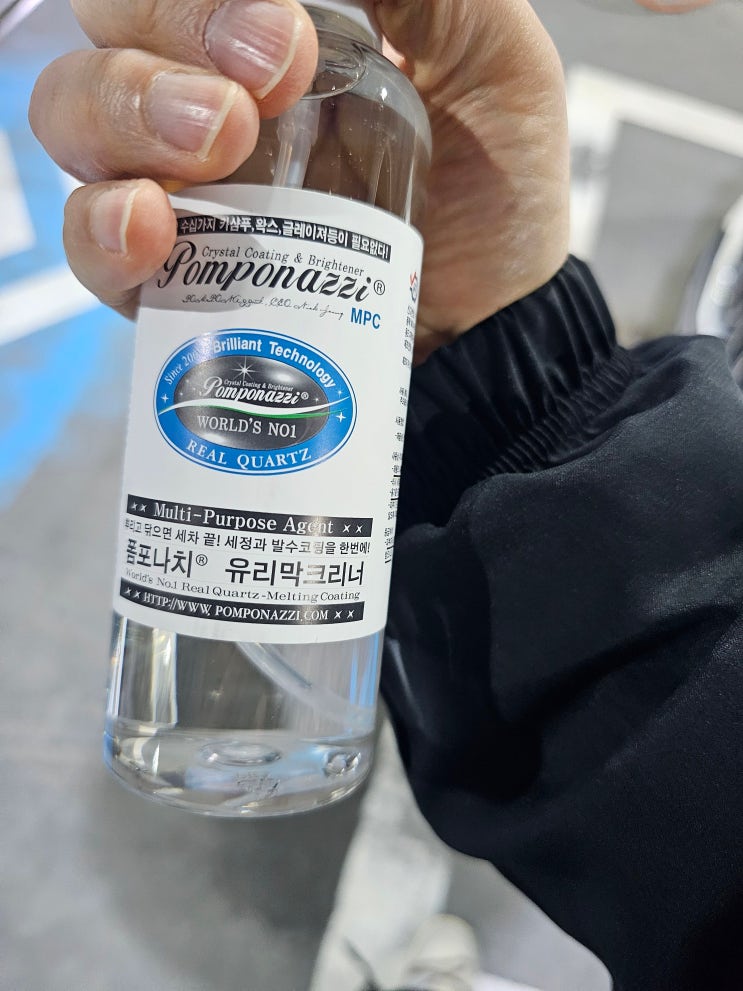 수십가지 카샴푸,왁스,글레이져등이 필요없다!
Crystal Coating & Brightener
Pomponazzi®
MPC
Since
Brilliant Technology
Crystal Coating & Brightener
Pomponazzi®
WORLD'S NO1
REAL QUARTZ
Multi-Purpose Agent
뿌리고 닦으면 세차 끝! 세정과 발수코팅을 한번에!
폼포나치® 유리막크리너
World's No.1 Real Quartz-Melting Coating
HTTP://WWW.POMPONAZZI.COM